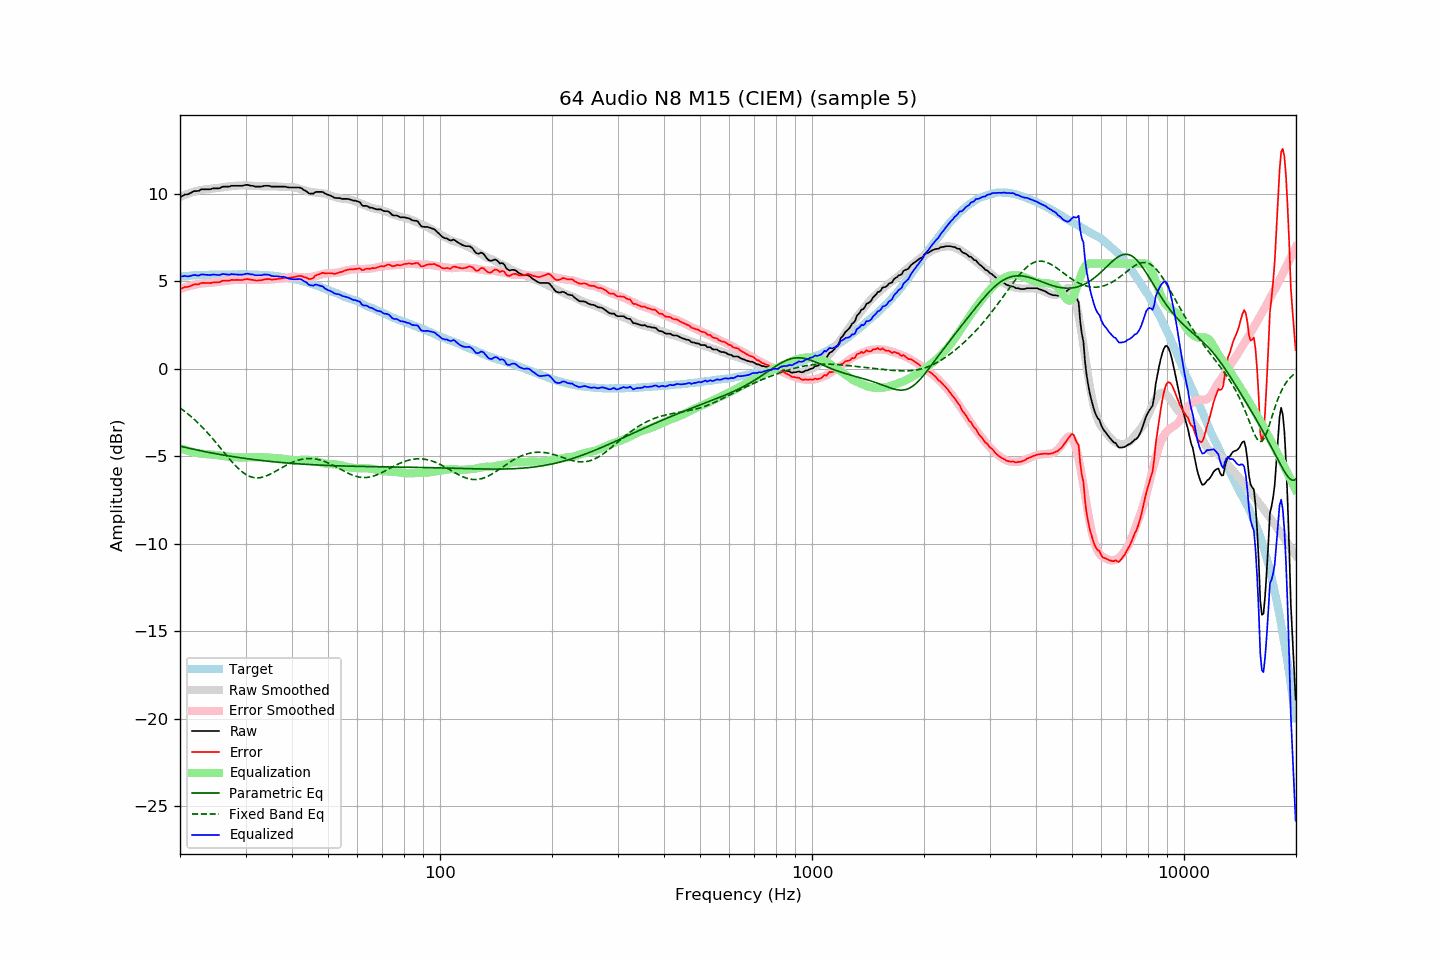 64 Audio N8 M15 (CIEM) (sample 5)
10
5
0
−5
−10
−15
−20
−25
Amplitude (dBr)
Target
Raw Smoothed
Error Smoothed
Raw
Error
Equalization
Parametric Eq
Fixed Band Eq
Equalized
100
1000
10000
Frequency (Hz)